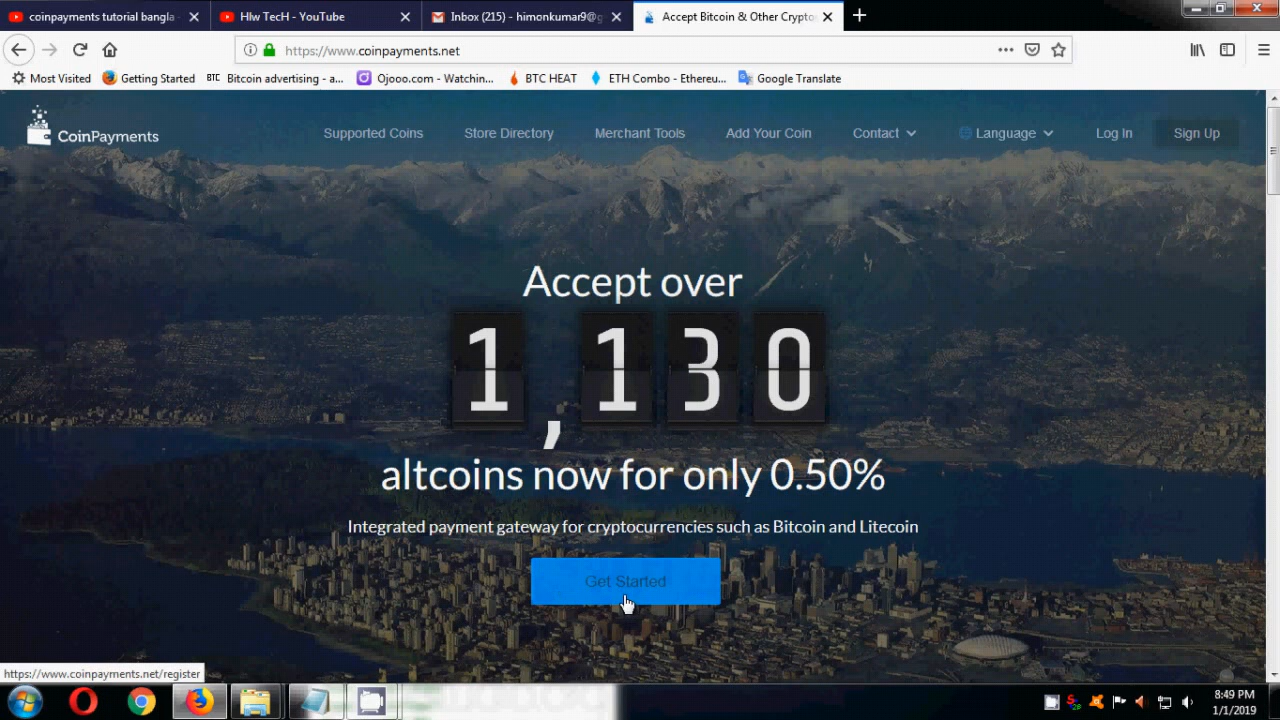 coinpayments tutorial bangla
Hlw TecH - YouTube
Inbox (215) - himonkumar9@g
Accept Bitcoin & Other Crypto
https://www.coinpayments.net
Most Visited
Getting Started
BTC Bitcoin advertising - a...
Ojooo.com - Watchin...
BTC HEAT
ETH Combo - Ethereu...
Google Translate
CoinPayments
Supported Coins
Store Directory
Merchant Tools
Add Your Coin
Contact
Language
Log In
Sign Up
Accept over
1,130
altcoins now for only 0.50%
Integrated payment gateway for cryptocurrencies such as Bitcoin and Litecoin
Get Started
https://www.coinpayments.net/register
8:49 PM
1/1/2019